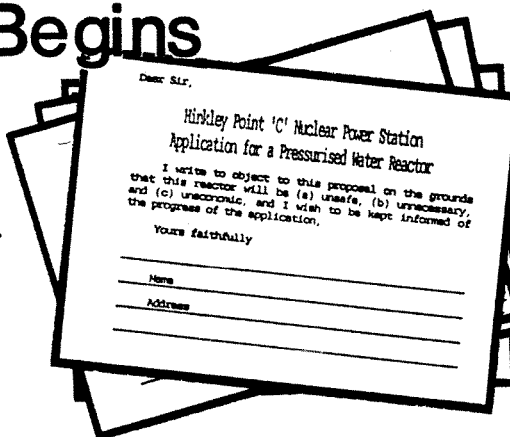 Begins
Dear Sir,
Hinkley Point 'C' Nuclear Power Station
Application for a Pressurised Water Reactor
I write to object to this proposal on the grounds
that this reactor will be (a) unsafe, (b) unnecessary,
and (c) uneconomic, and I wish to be kept informed of
the progress of the application,
Yours faithfully
Name
Address